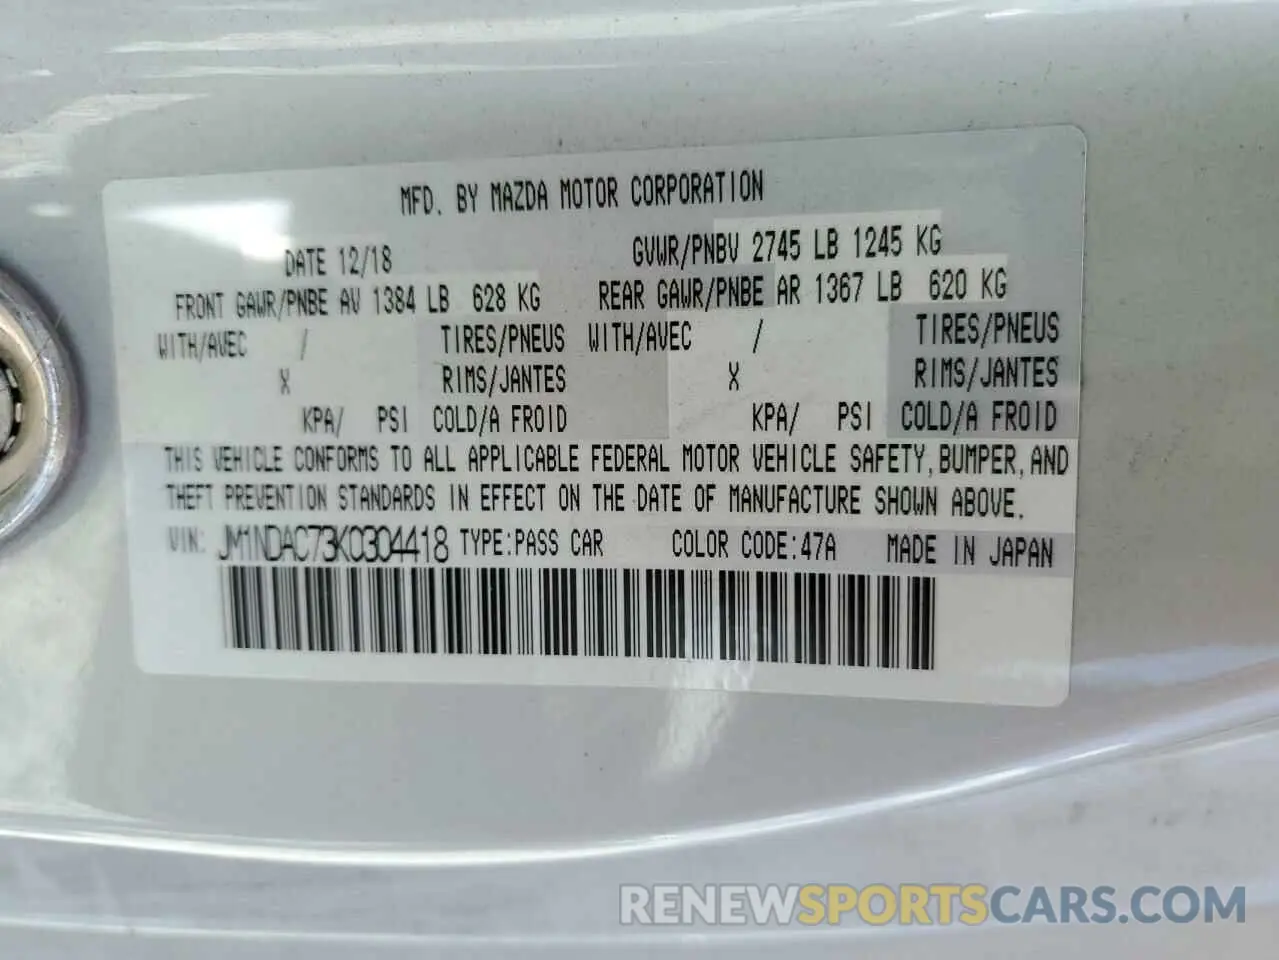 MFD. BY MAZDA MOTOR CORPORATION
DATE 12/18 GVWR/PNBV 2745 LB 1245 KG
FRONT GAWR/PNBE AV 1384 LB 628 KG REAR GAWR/PNBE AR 1367 LB 620 KG
WITH/AVEC / TIRES/PNEUS WITH/AVEC / TIRES/PNEUS
X RIMS/JANTES X RIMS/JANTES
KPA/ PSI COLD/A FROID KPA/ PSI COLD/A FROID
THIS VEHICLE CONFORMS TO ALL APPLICABLE FEDERAL MOTOR VEHICLE SAFETY, BUMPER, AND
THEFT PREVENTION STANDARDS IN EFFECT ON THE DATE OF MANUFACTURE SHOWN ABOVE.
VIN: JM1NDAC73K0304418 TYPE:PASS CAR COLOR CODE:47A MADE IN JAPAN
RENEWSPORTSCARS.COM